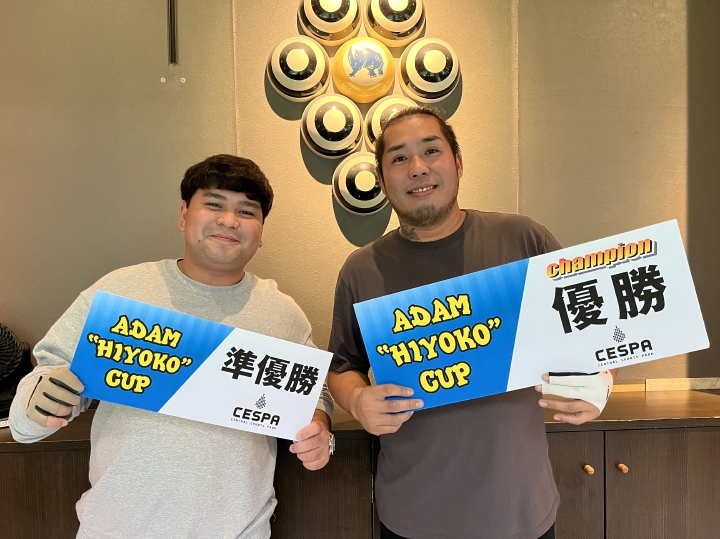 ADAM
"HIYOKO"
CUP
準優勝
CESPA
CENTRAL SPORTS PARK
ADAM
"HIYOKO"
CUP
champion
優勝
CESPA
CENTRAL SPORTS PARK